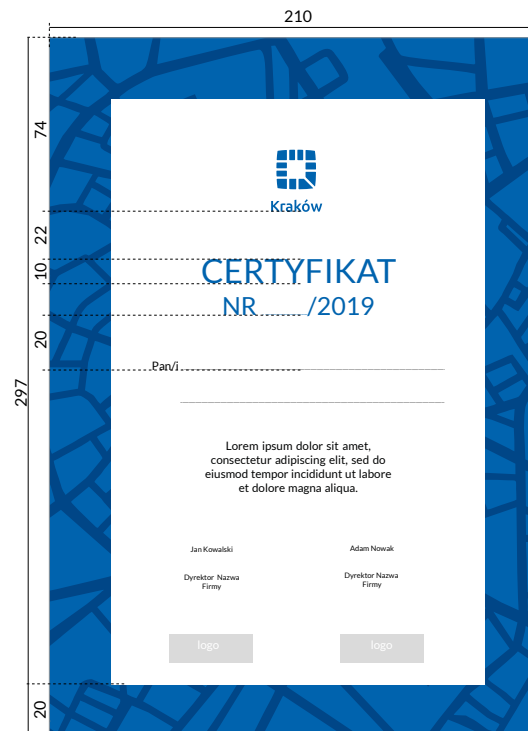 210
74
Kraków
22
10
CERTYFIKAT
NR ____ /2019
20
Pan/i
297
Lorem ipsum dolor sit amet,
consectetur adipiscing elit, sed do
eiusmod tempor incididunt ut labore
et dolore magna aliqua.
Jan Kowalski
Adam Nowak
Dyrektor Nazwa
Firmy
Dyrektor Nazwa
Firmy
logo
logo
20